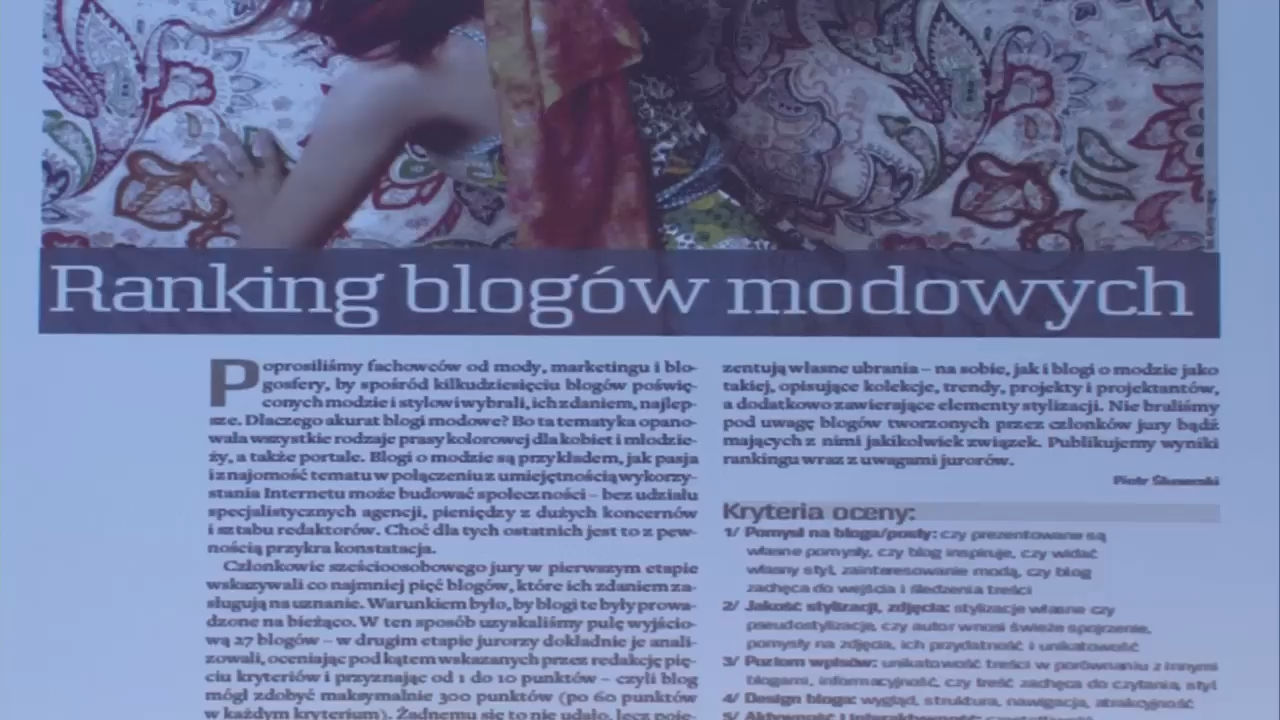 Ranking blogów modowych
Poprosiliśmy fachowców od mody, marketingu i blo-
gosfery, by spośród kilkudziesięciu blogów poświę-
conych modzie i stylowi wybrali, ich zdaniem, najlep-
sze. Dlaczego akurat blogi modowe? Bo ta tematyka opano-
wała wszystkie rodzaje prasy kolorowej dla kobiet i młodzie-
ży, a także portale. Blogi o modzie są przykładem, jak pasja
i znajomość tematu w połączeniu z umiejętnością wykorzy-
stania Internetu może budować społeczności – bez udziału
specjalistycznych agencji, pieniędzy z dużych koncernów
i sztabu redaktorów. Choć dla tych ostatnich jest to z pew-
nością przykra konstatacja.
Członkowie sześcioosobowego jury w pierwszym etapie
wskazywali co najmniej pięć blogów, które ich zdaniem za-
sługują na uznanie. Warunkiem było, by blogi te były prowa-
dzone na bieżąco. W ten sposób uzyskaliśmy pulę wyjścio-
wą 27 blogów – w drugim etapie jurorzy dokładnie je anali-
zowali, oceniając pod kątem wskazanych przez redakcję pię-
ciu kryteriów i przyznając od 1 do 10 punktów – czyli blog
mógł zdobyć maksymalnie 300 punktów (po 60 punktów
w każdym kryterium). Żadnemu się to nie udało, lecz poje-
zentują własne ubrania – na sobie, jak i blogi o modzie jako
takiej, opisujące kolekcje, trendy, projekty i projektantów,
a dodatkowo zawierające elementy stylizacji. Nie braliśmy
pod uwagę blogów tworzonych przez członków jury bądź
mających z nimi jakikolwiek związek. Publikujemy wyniki
rankingu wraz z uwagami jurorów.
Piotr
Kryteria oceny:
1/ Pomysł na bloga/posty: czy prezentowane są
własne pomysły, czy blog inspiruje, czy widać
własny styl, zainteresowanie modą, czy blog
zachęca do wejścia i śledzenia treści
2/ Jakość stylizacji, zdjęcia: stylizacje własne czy
pseudostylizacje, czy autor wnosi świeże spojrzenie,
pomysły na zdjęcia, ich przydatność i unikatowość
3/ Poziom wpisów: unikatowość treści w porównaniu z innymi
blogami, informacyjność, czy treść zachęca do czytania, styl
4/ Design bloga: wygląd, struktura, nawigacja, atrakcyjność
5/ Aktywność i interaktywność: